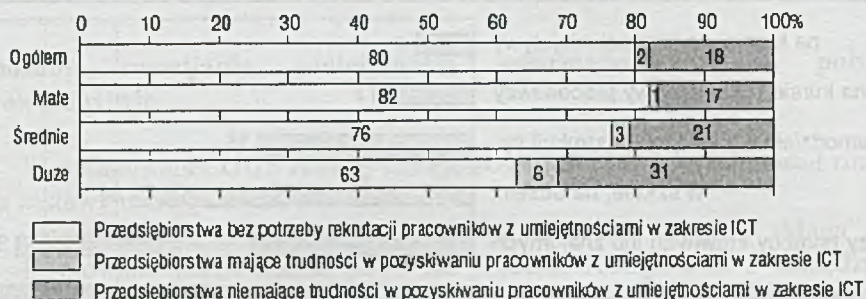 0 10 20 30 40 50 60 70 80 90 100%
Ogółem 80 2 18
Małe 82 1 17
Średnie 76 3 21
Duże 63 6 31
Przedsiębiorstwa bez potrzeby rekrutacji pracowników z umiejętnościami w zakresie ICT
Przedsiębiorstwa mające trudności w pozyskiwaniu pracowników z umiejętnościami w zakresie ICT
Przedsiębiorstwa niemające trudności w pozyskiwaniu pracowników z umiejętnościami w zakresie ICT